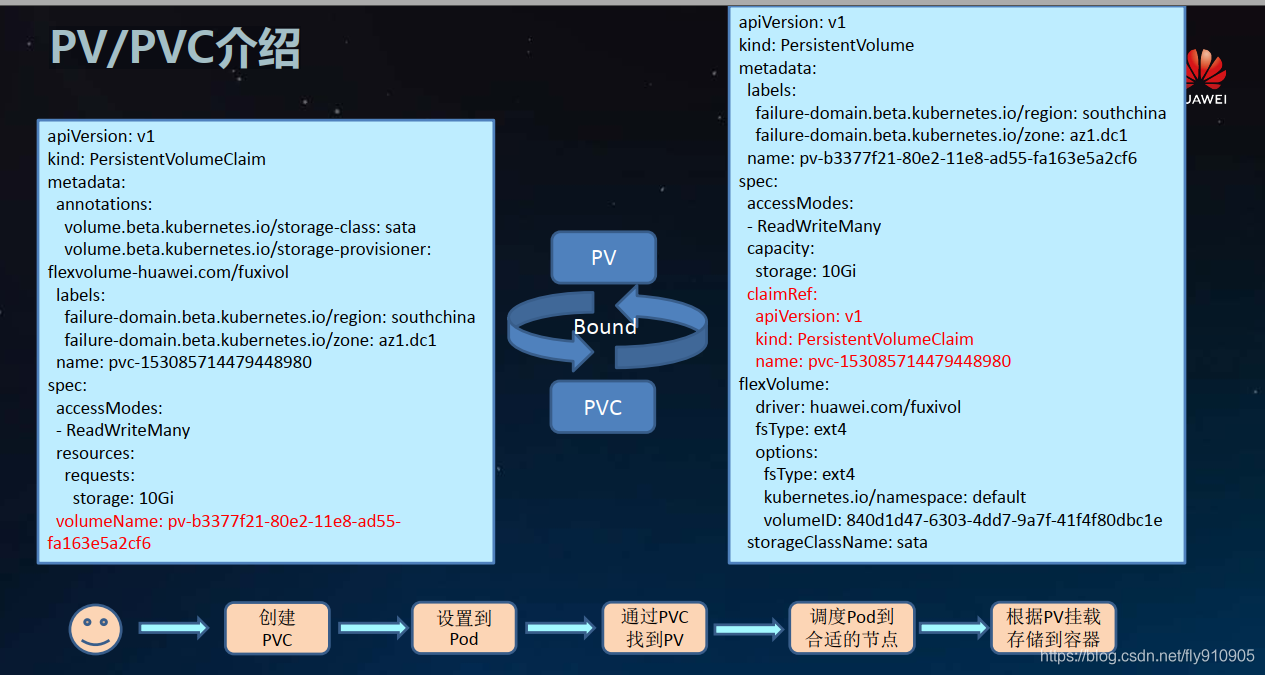 PV/PVC介绍
apiVersion: v1
kind: PersistentVolumeClaim
metadata:
annotations:
volume.beta.kubernetes.io/storage-class: sata
volume.beta.kubernetes.io/storage-provisioner:
flexvolume-huawei.com/fuxivol
labels:
failure-domain.beta.kubernetes.io/region: southchina
failure-domain.beta.kubernetes.io/zone: az1.dc1
name: pvc-153085714479448980
spec:
accessModes:
- ReadWriteMany
resources:
requests:
storage: 10Gi
volumeName: pv-b3377f21-80e2-11e8-ad55-
fa163e5a2cf6
PV
Bound
PVC
apiVersion: v1
kind: PersistentVolume
metadata:
labels:
failure-domain.beta.kubernetes.io/region: southchina
failure-domain.beta.kubernetes.io/zone: az1.dc1
name: pv-b3377f21-80e2-11e8-ad55-fa163e5a2cf6
spec:
accessModes:
- ReadWriteMany
capacity:
storage: 10Gi
claimRef:
apiVersion: v1
kind: PersistentVolumeClaim
name: pvc-153085714479448980
flexVolume:
driver: huawei.com/fuxivol
fsType: ext4
options:
fsType: ext4
kubernetes.io/namespace: default
volumeID: 840d1d47-6303-4dd7-9a7f-41f4f80dbc1e
storageClassName: sata
JAWEI
创建
PVC
设置到
Pod
通过PVC
找到PV
调度Pod到
合适的节点
根据PV挂载
存储到容器
https://blog.csdn.net/fly910905